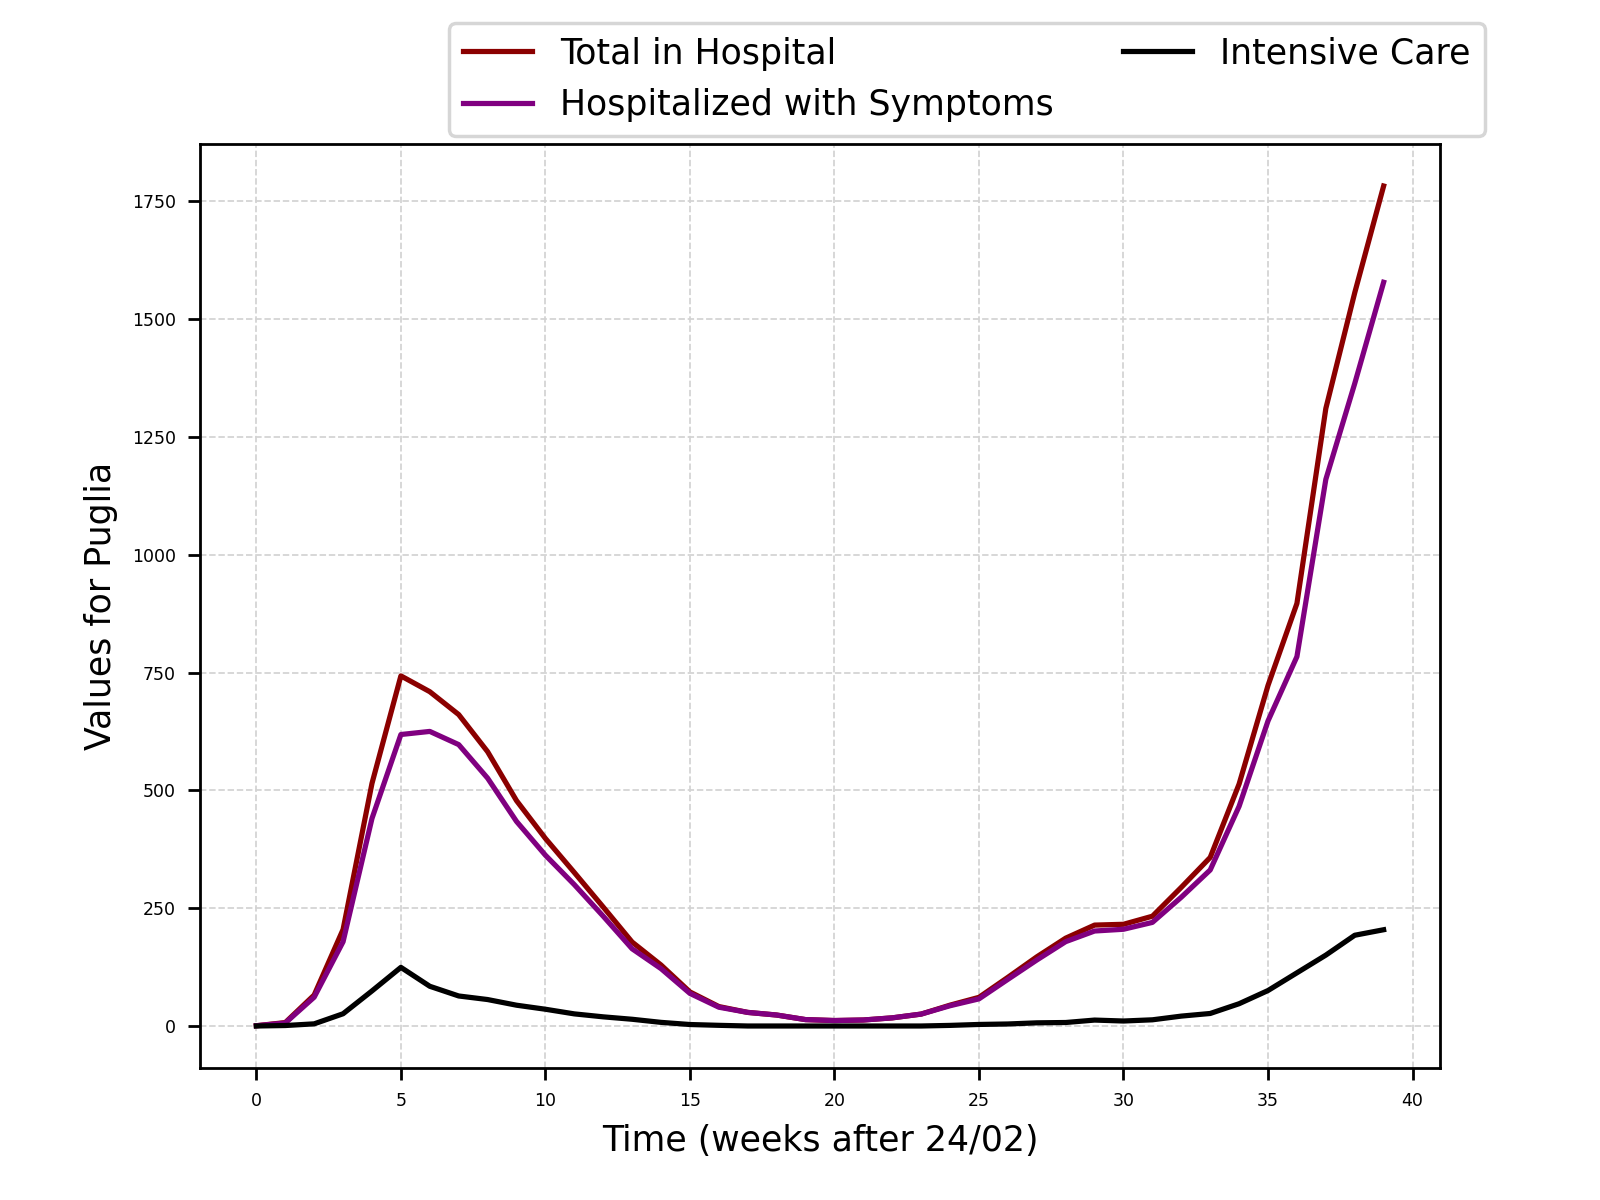 Total in Hospital
Hospitalized with Symptoms
Intensive Care
Values for Puglia
1750
1500
1250
1000
750
500
250
0
0 5 10 15 20 25 30 35 40
Time (weeks after 24/02)